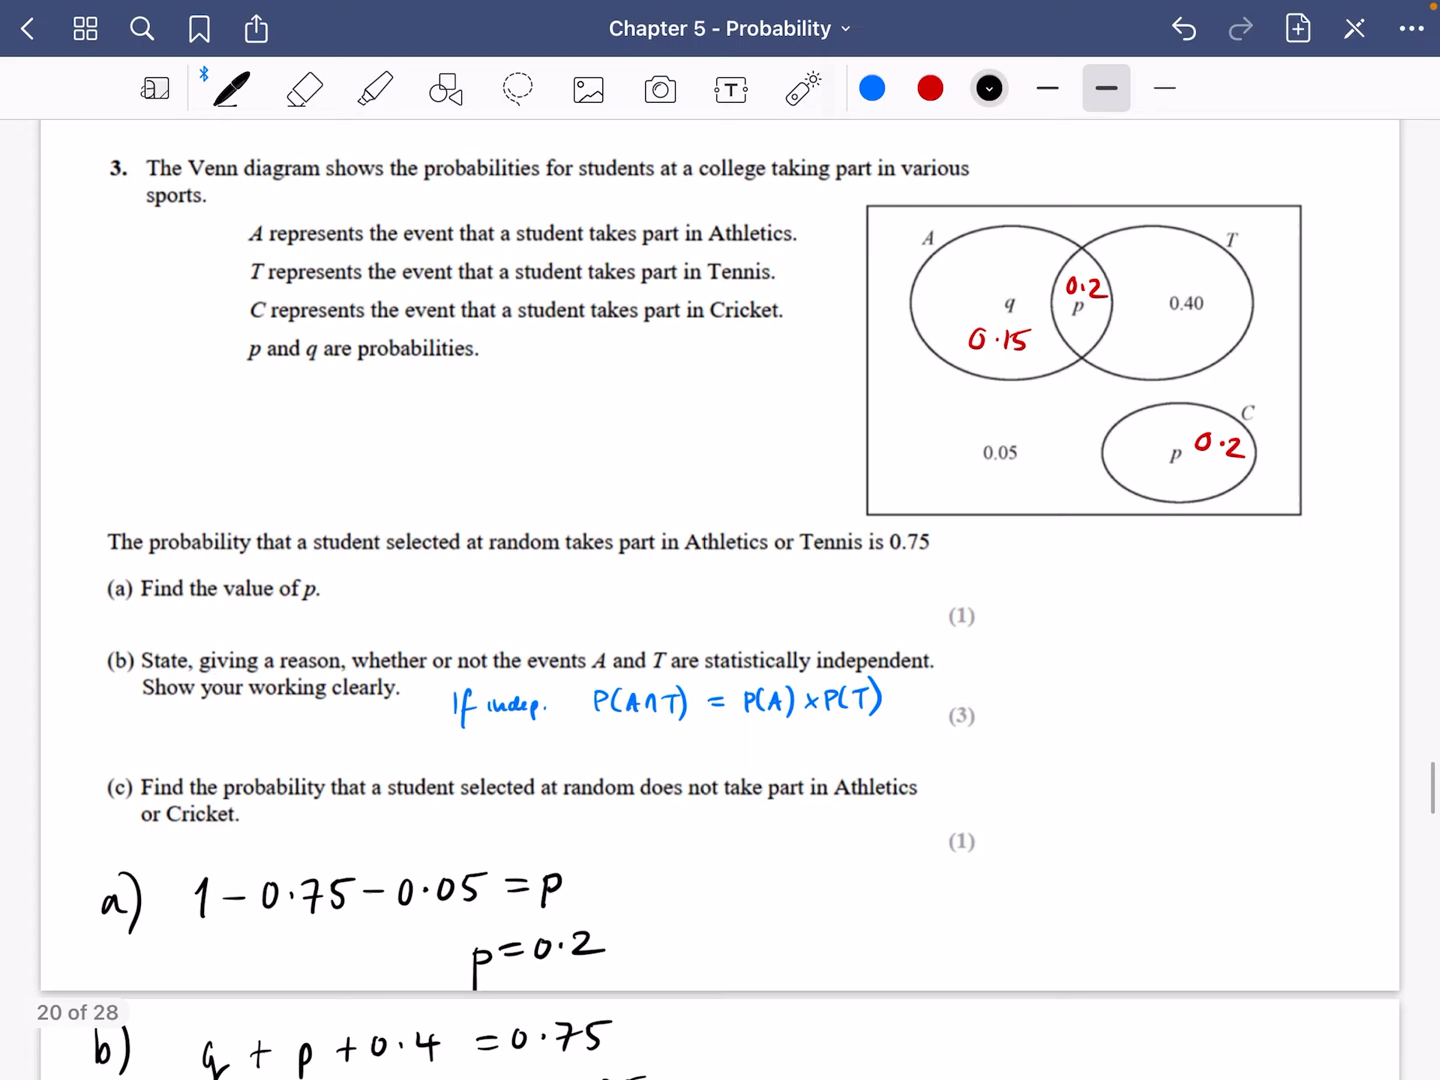 Chapter 5 - Probability
3. The Venn diagram shows the probabilities for students at a college taking part in various
sports.
A represents the event that a student takes part in Athletics.
T represents the event that a student takes part in Tennis.
C represents the event that a student takes part in Cricket.
p and q are probabilities.
A
T
0.2
q
p
0.40
0.15
C
0.05
p
0.2
The probability that a student selected at random takes part in Athletics or Tennis is 0.75
(a) Find the value of p.
(1)
(b) State, giving a reason, whether or not the events A and T are statistically independent.
Show your working clearly.
If indep. P(A∩T) = P(A) × P(T)
(3)
(c) Find the probability that a student selected at random does not take part in Athletics
or Cricket.
(1)
a) 1 - 0.75 - 0.05 = p
p = 0.2
20 of 28
b) q + p + 0.4 = 0.75